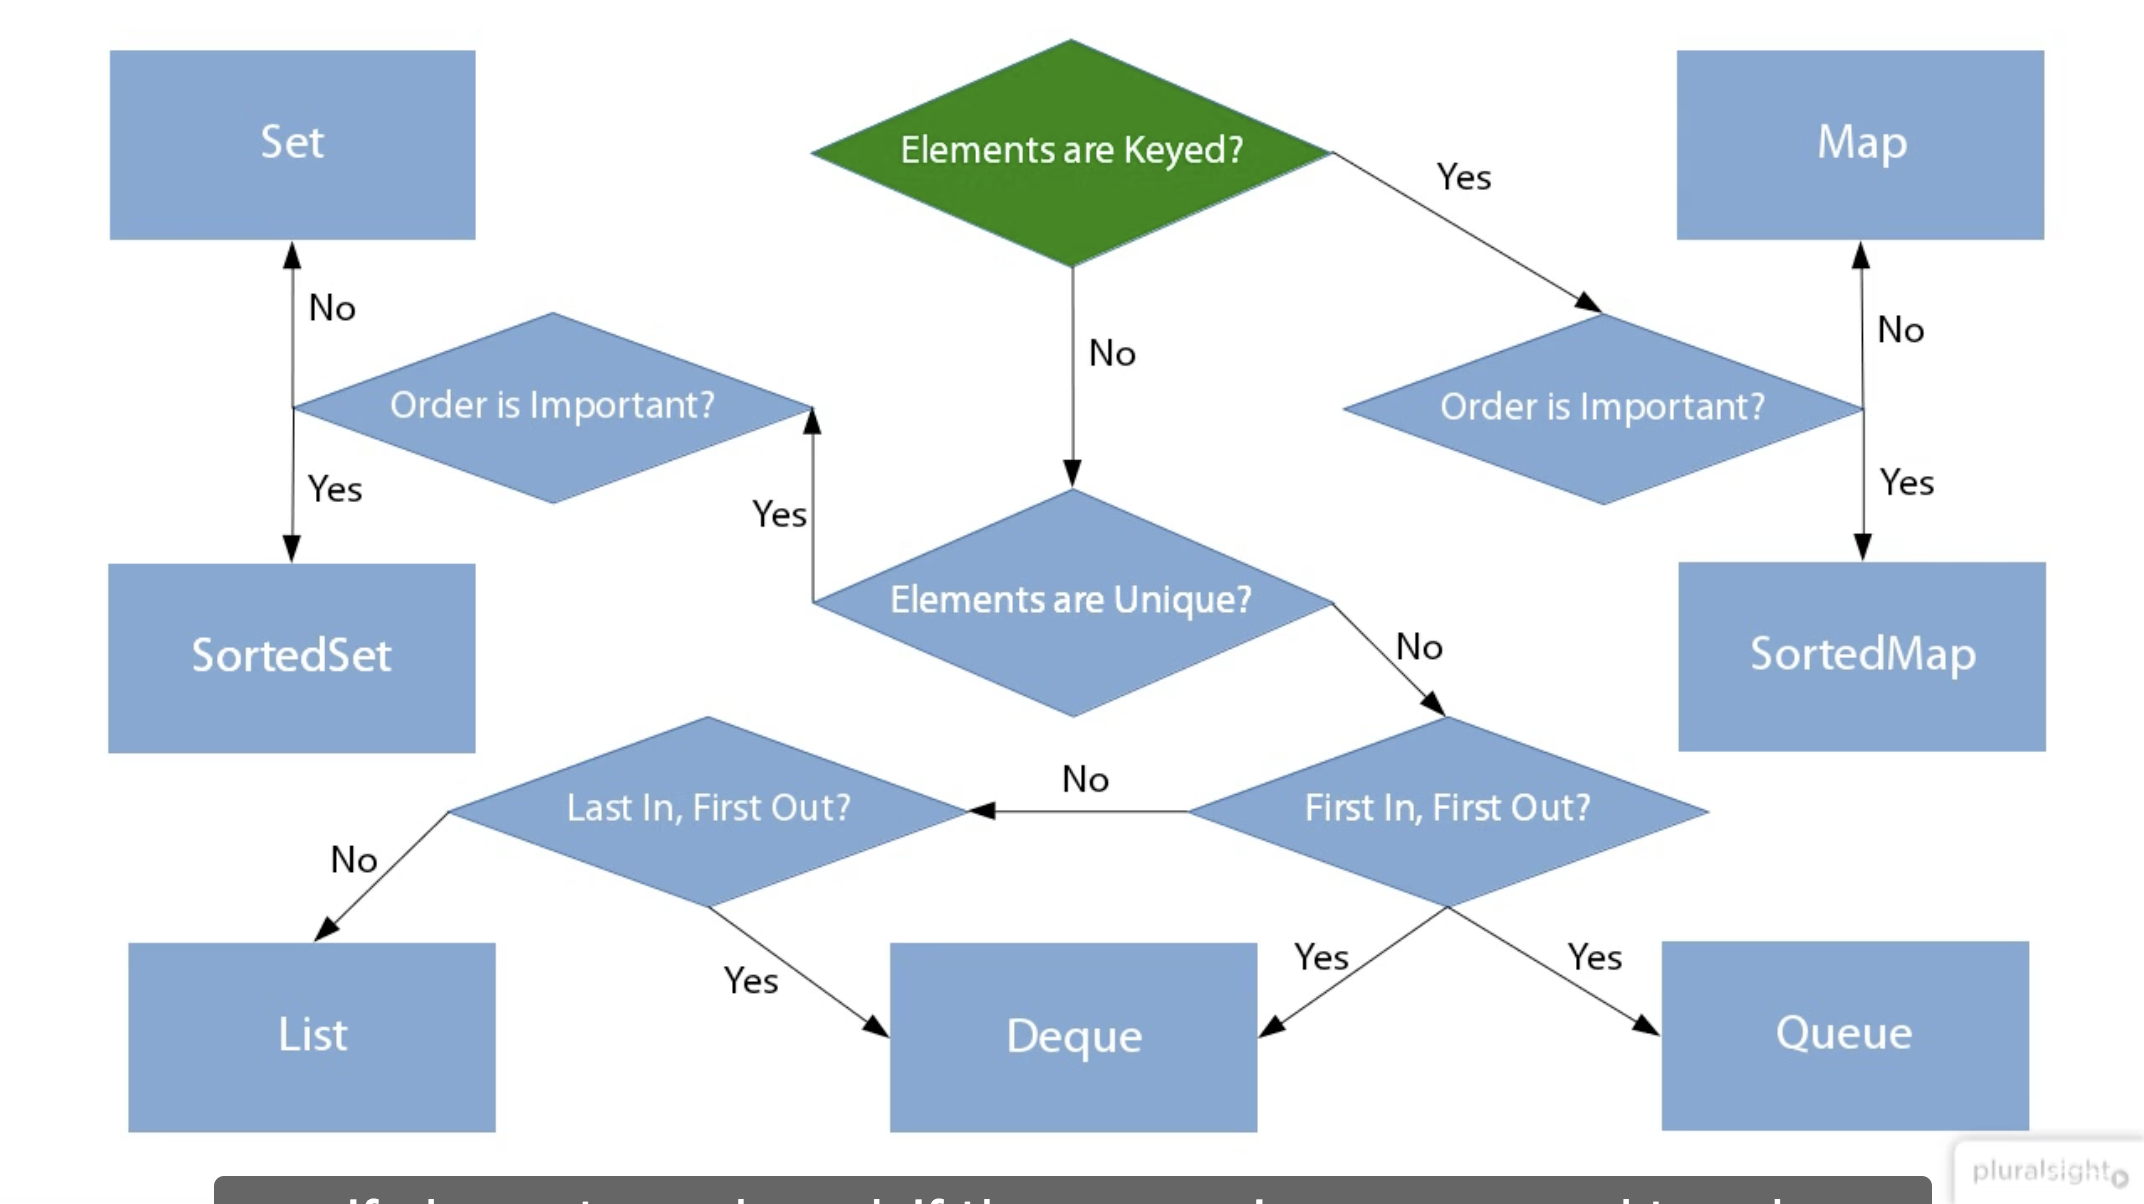 Set
Elements are Keyed?
Map
Yes
No
No
No
Order is Important?
Order is Important?
Yes
Yes
Yes
Elements are Unique?
No
SortedSet
SortedMap
No
Last In, First Out?
First In, First Out?
No
Yes
Yes
Yes
List
Deque
Queue
pluralsight